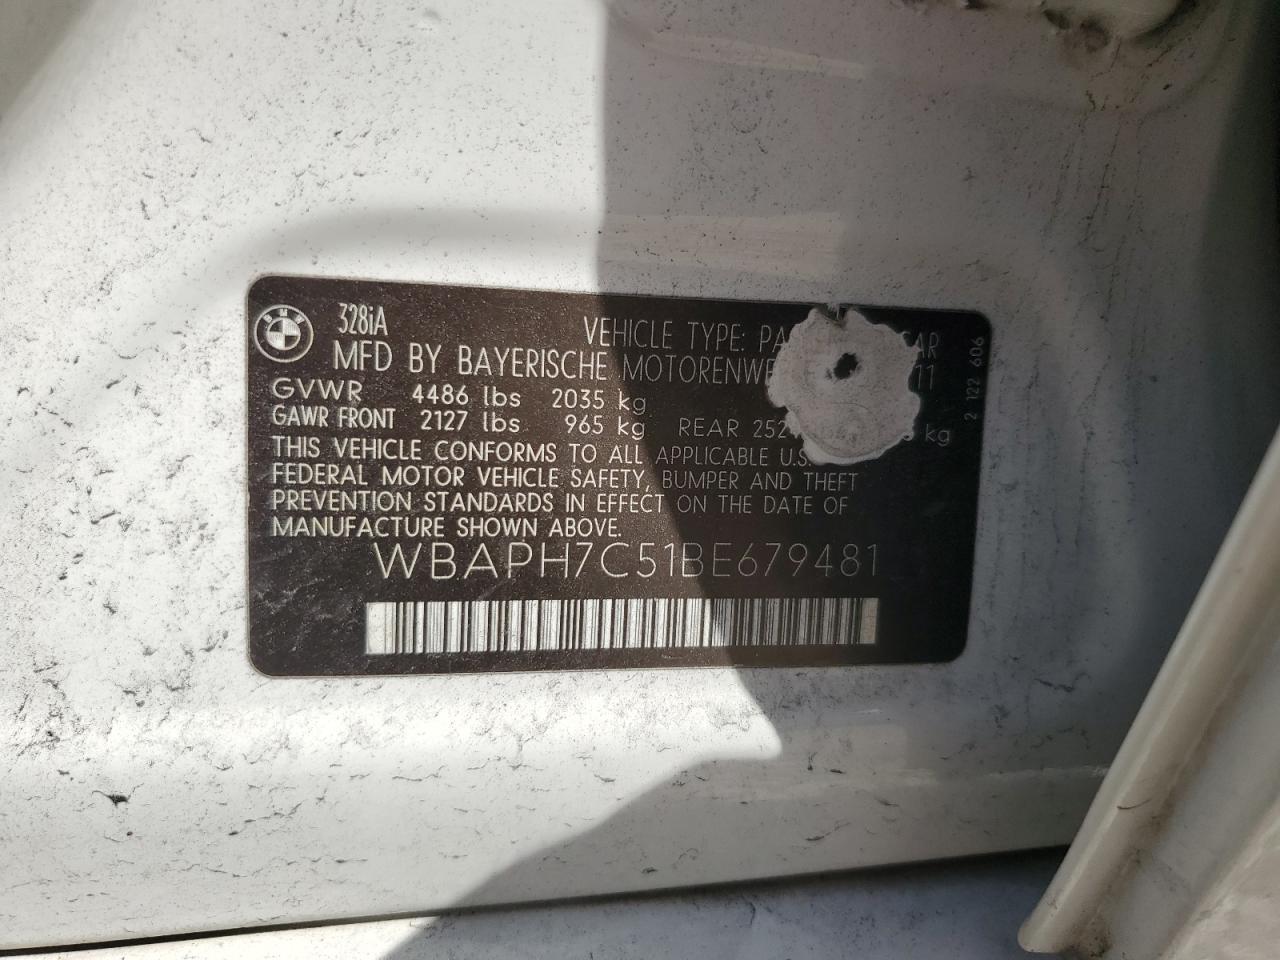 BMW
328iA
VEHICLE TYPE: PA CAR
MFD BY BAYERISCHE MOTORENWE 11
GVWR 4486 lbs 2035 kg
GAWR FRONT 2127 lbs 965 kg REAR 252 kg
THIS VEHICLE CONFORMS TO ALL APPLICABLE U.S.
FEDERAL MOTOR VEHICLE SAFETY, BUMPER AND THEFT
PREVENTION STANDARDS IN EFFECT ON THE DATE OF
MANUFACTURE SHOWN ABOVE.
WBAPH7C51BE679481
2 122 606